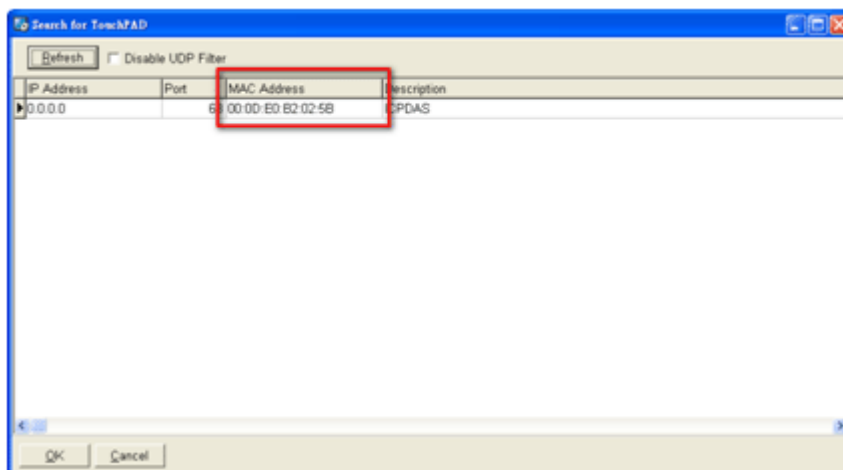 Search for TouchPAD
Refresh Disable UDP Filter
IP Address Port MAC Address Description
0.0.0.0 00:0D:E0:B2:02:5B ICPDAS
OK Cancel